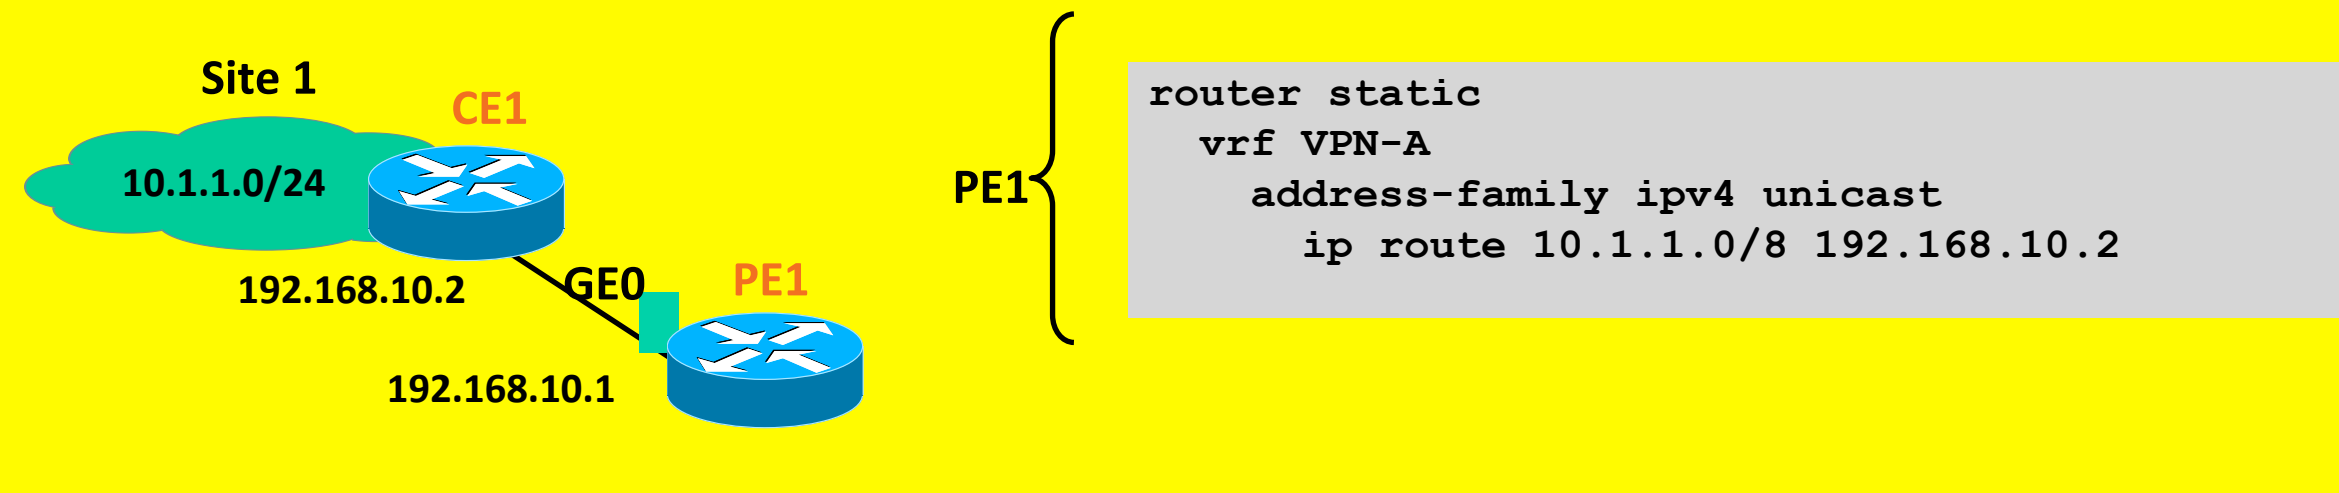 Site 1
CE1
10.1.1.0/24
192.168.10.2
GE0
PE1
192.168.10.1
PE1
router static
vrf VPN-A
address-family ipv4 unicast
ip route 10.1.1.0/8 192.168.10.2